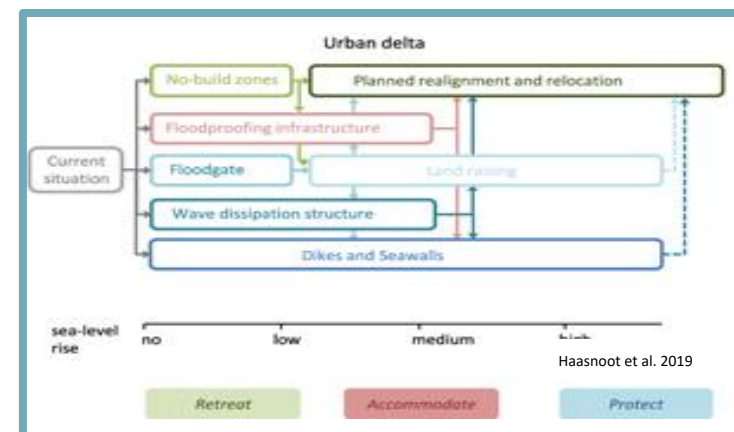 Urban delta
No-build zones
Planned realignment and relocation
Floodproofing infrastructure
Current
situation
Floodgate
Land raising
Wave dissipation structure
Dikes and Seawalls
sea-level
rise
no
low
medium
high
Haasnoot et al. 2019
Retreat
Accommodate
Protect